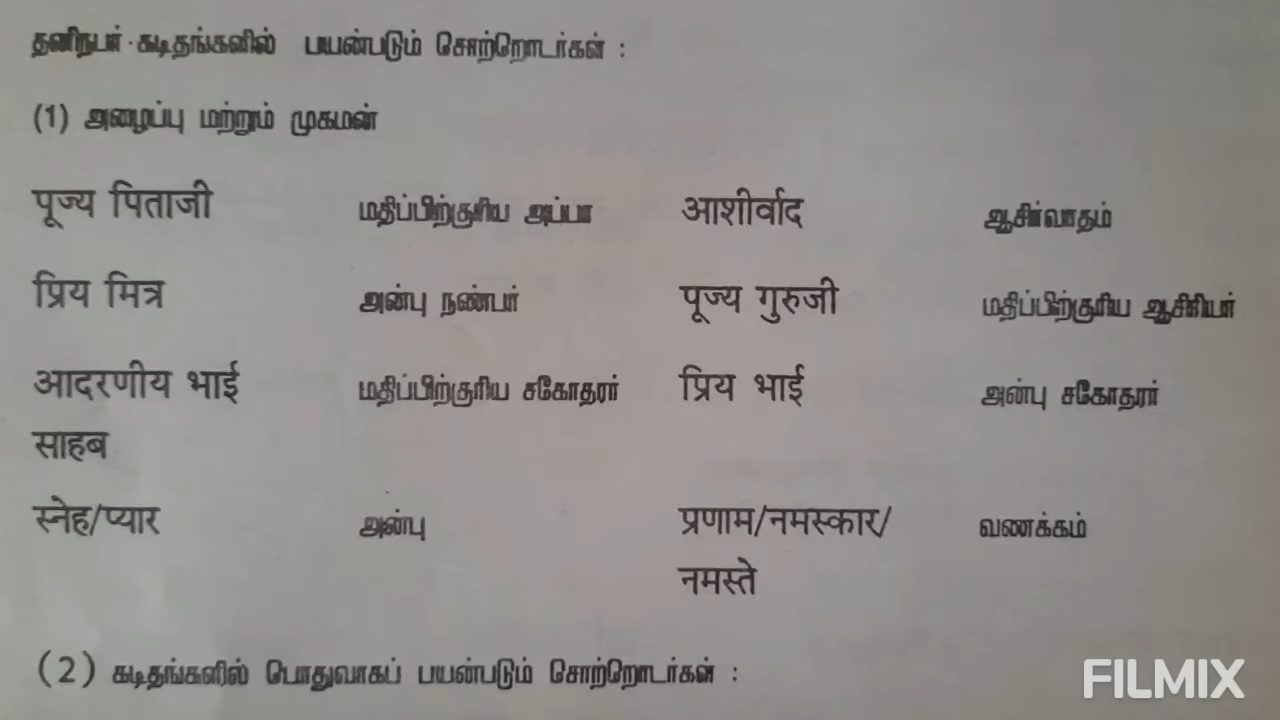 தனிநபர் கடிதங்களில் பயன்படும் சொற்றொடர்கள் :
(1) அழைப்பு மற்றும் முகமன்
पूज्य पिताजी மதிப்பிற்குரிய அப்பா आशीर्वाद ஆசிர்வாதம்
प्रिय मित्र அன்பு நண்பர் पूज्य गुरुजी மதிப்பிற்குரிய ஆசிரியர்
आदरणीय भाई மதிப்பிற்குரிய சகோதரர் प्रिय भाई அன்பு சகோதரர்
साहब
स्नेह/प्यार அன்பு प्रणाम/नमस्कार/ வணக்கம்
नमस्ते
(2) கடிதங்களில் பொதுவாகப் பயன்படும் சொற்றொடர்கள் :
FILMIX